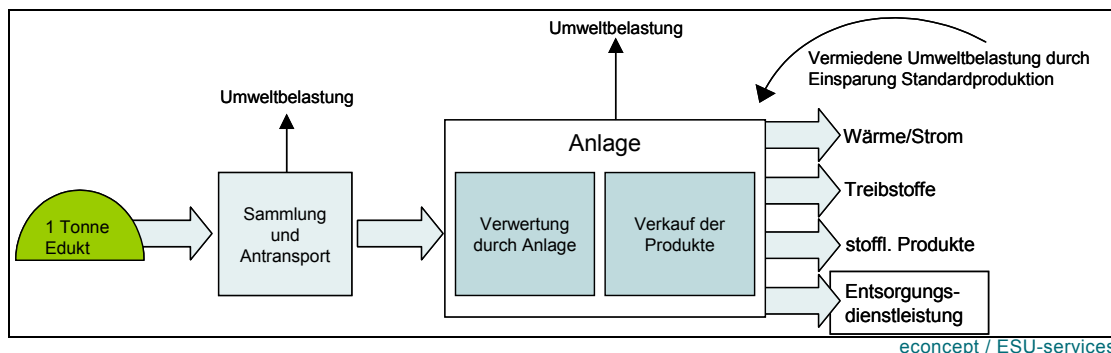 Umweltbelastung
Vermiedene Umweltbelastung durch
Einsparung Standardproduktion
Umweltbelastung
Anlage
Wärme/Strom
1 Tonne
Edukt
Sammlung
und
Antransport
Verwertung
durch Anlage
Verkauf der
Produkte
Treibstoffe
stoffl. Produkte
Entsorgungs-
dienstleistung
econcept / ESU-services